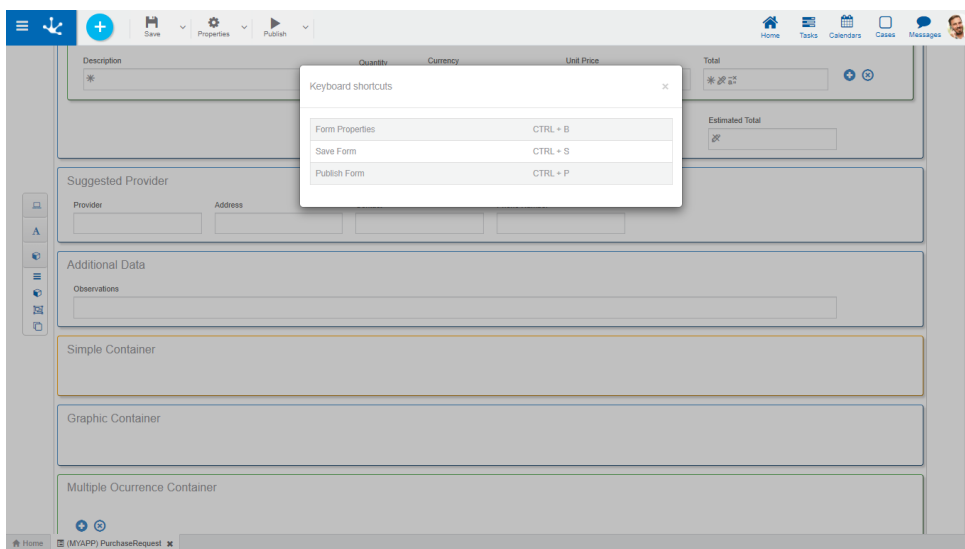 Save
Properties
Publish
Home
Tasks
Calendars
Cases
Messages
Description
Quantity
Currency
Unit Price
Total
Keyboard shortcuts
Form Properties CTRL + B
Save Form CTRL + S
Publish Form CTRL + P
Estimated Total
Suggested Provider
Provider
Address
A
Additional Data
Observations
Simple Container
Graphic Container
Multiple Ocurrence Container
Home
(MYAPP) PurchaseRequest